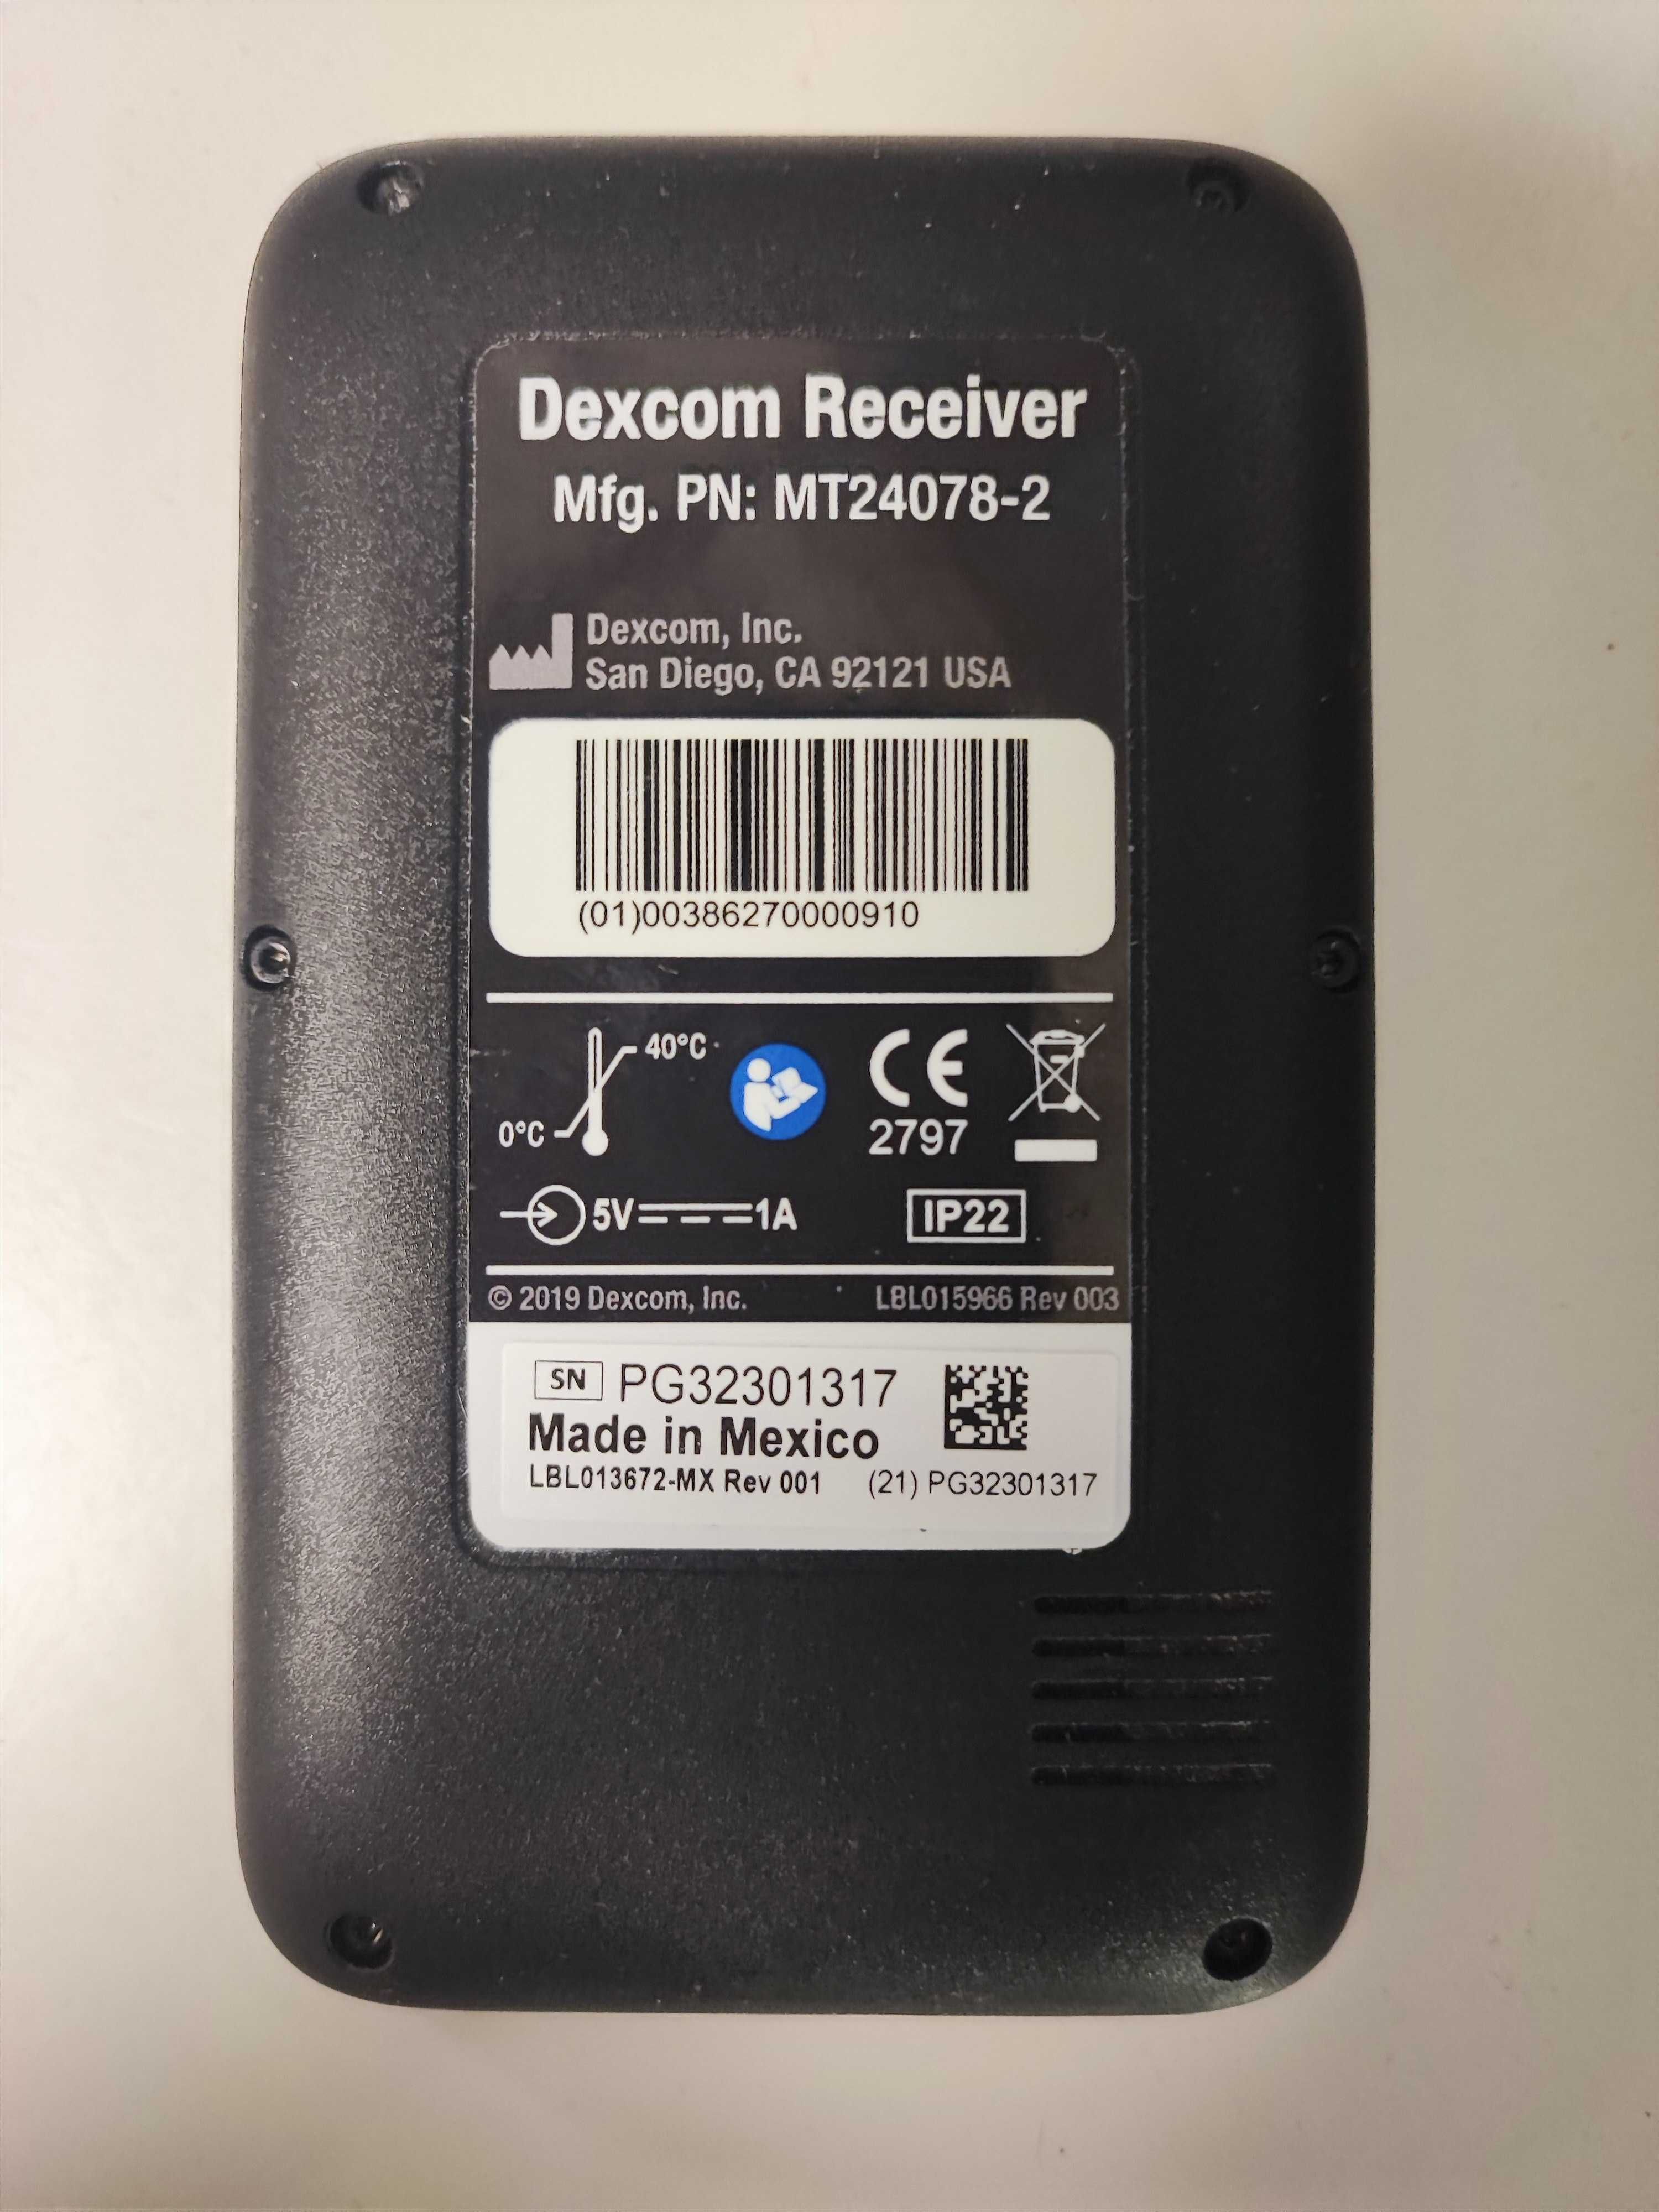 Dexcom Receiver
Mfg. PN: MT24078-2
Dexcom, Inc.
San Diego, CA 92121 USA
(01)00386270000910
40°C
0°C
CE
2797
5V 1A
IP22
© 2019 Dexcom, Inc. LBL015966 Rev 003
SN PG32301317
Made in Mexico
LBL013672-MX Rev 001 (21) PG32301317